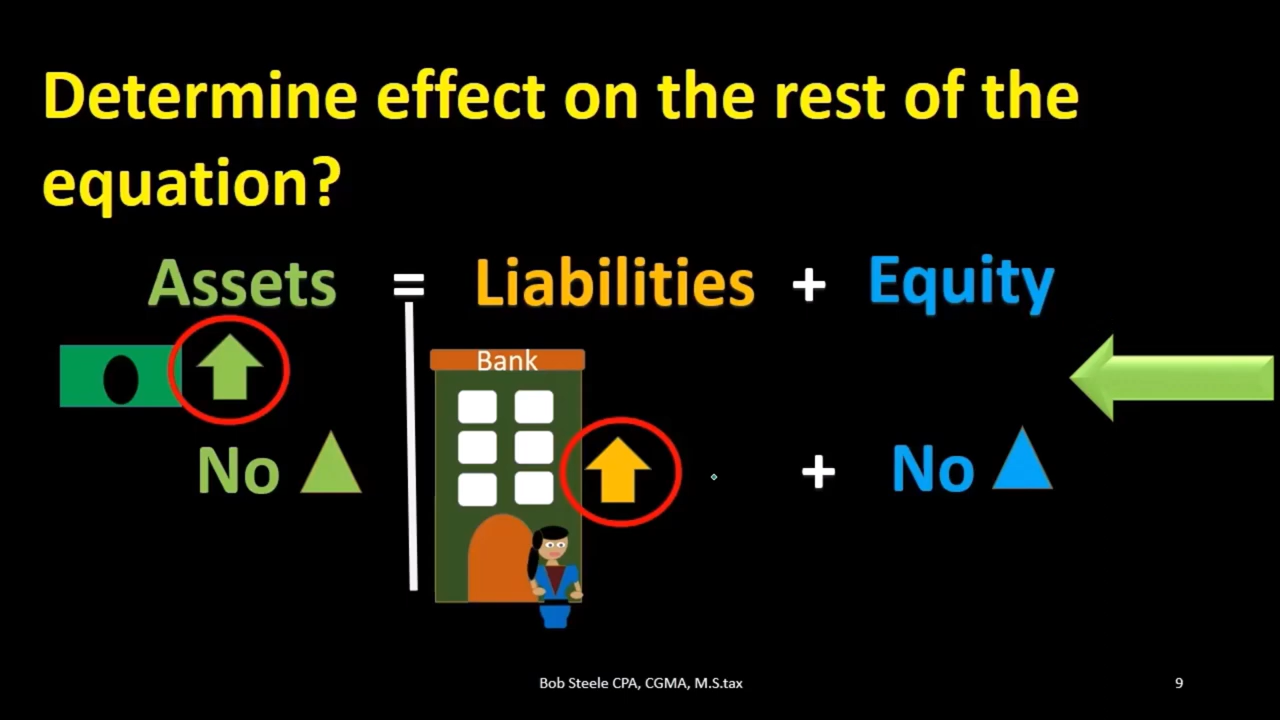 Determine effect on the rest of the
equation?
Assets = Liabilities + Equity
Bank
No + No
Bob Steele CPA, CGMA, M.S.tax 9